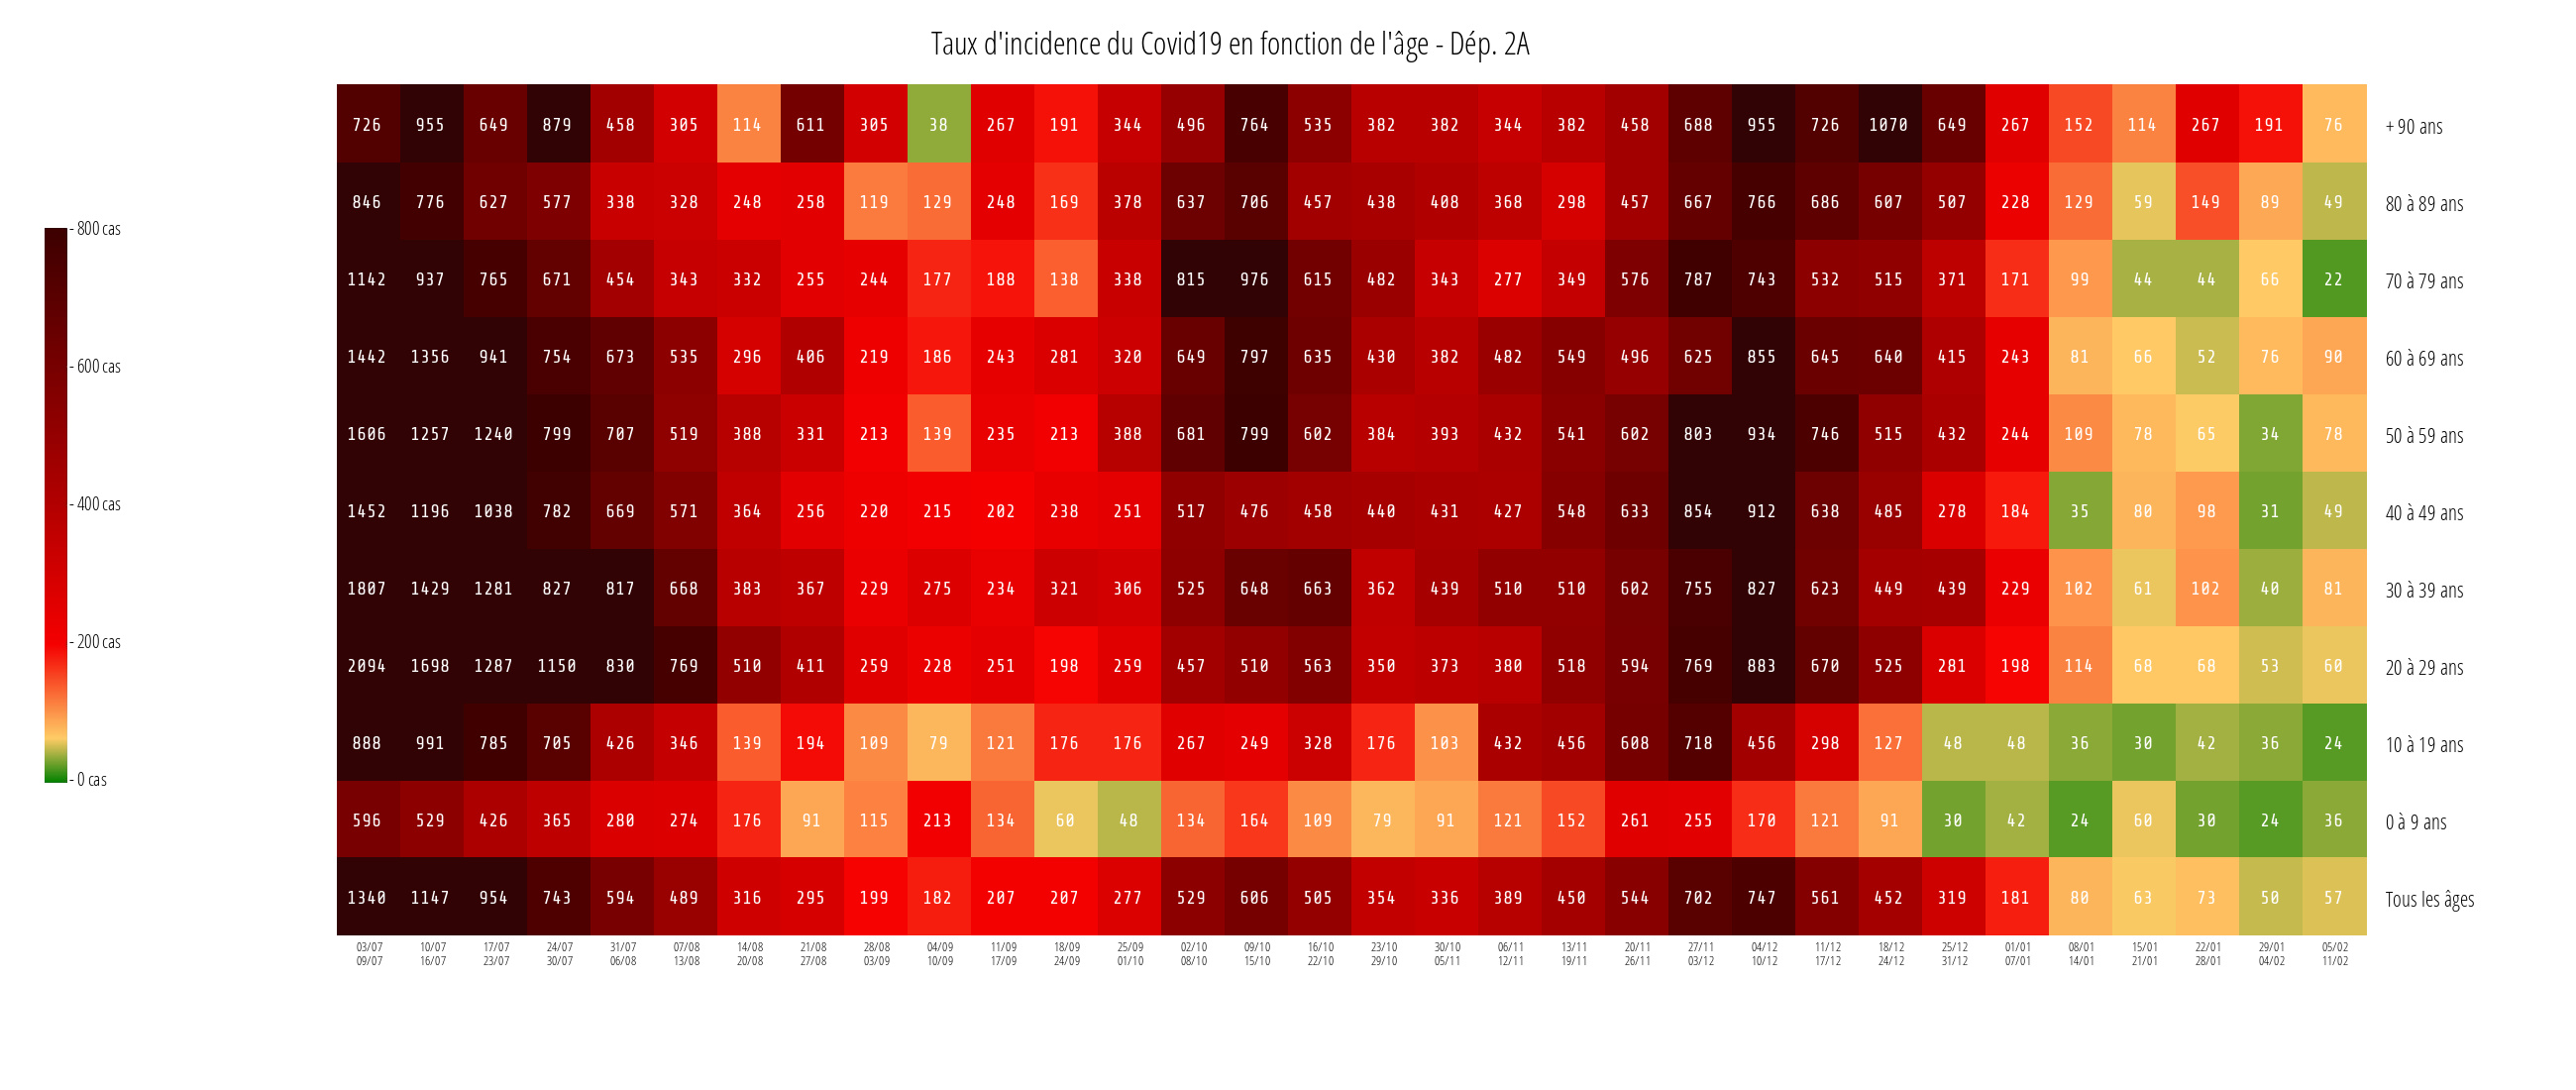 Taux d'incidence du Covid19 en fonction de l'âge - Dép. 2A
726 955 649 879 458 305 114 611 305 38 267 191 344 496 764 535 382 382 344 382 458 688 955 726 1070 649 267 152 114 267 191 76 + 90 ans
846 776 627 577 338 328 248 258 119 129 248 169 378 637 706 457 438 408 368 298 457 667 766 686 607 507 228 129 59 149 89 49 80 à 89 ans
- 800 cas
1142 937 765 671 454 343 332 255 244 177 188 138 338 815 976 615 482 343 277 349 576 787 743 532 515 371 171 99 44 44 66 22 70 à 79 ans
1442 1356 941 754 673 535 296 406 219 186 243 281 320 649 797 635 430 382 482 549 496 625 855 645 640 415 243 81 66 52 76 90 60 à 69 ans
- 600 cas
1606 1257 1240 799 707 519 388 331 213 139 235 213 388 681 799 602 384 393 432 541 602 803 934 746 515 432 244 109 78 65 34 78 50 à 59 ans
- 400 cas
1452 1196 1038 782 669 571 364 256 220 215 202 238 251 517 476 458 440 431 427 548 633 854 912 638 485 278 184 35 80 98 31 49 40 à 49 ans
1807 1429 1281 827 817 668 383 367 229 275 234 321 306 525 648 663 362 439 510 510 602 755 827 623 449 439 229 102 61 102 40 81 30 à 39 ans
- 200 cas
2094 1698 1287 1150 830 769 510 411 259 228 251 198 259 457 510 563 350 373 380 518 594 769 883 670 525 281 198 114 68 68 53 60 20 à 29 ans
888 991 785 705 426 346 139 194 109 79 121 176 176 267 249 328 176 103 432 456 608 718 456 298 127 48 48 36 30 42 36 24 10 à 19 ans
- 0 cas
596 529 426 365 280 274 176 91 115 213 134 60 48 134 164 109 79 91 121 152 261 255 170 121 91 30 42 24 60 30 24 36 0 à 9 ans
1340 1147 954 743 594 489 316 295 199 182 207 207 277 529 606 505 354 336 389 450 544 702 747 561 452 319 181 80 63 73 50 57 Tous les âges
03/07 10/07 17/07 24/07 31/07 07/08 14/08 21/08 28/08 04/09 11/09 18/09 25/09 02/10 09/10 16/10 23/10 30/10 06/11 13/11 20/11 27/11 04/12 11/12 18/12 25/12 01/01 08/01 15/01 22/01 29/01 05/02
09/07 16/07 23/07 30/07 06/08 13/08 20/08 27/08 03/09 10/09 17/09 24/09 01/10 08/10 15/10 22/10 29/10 05/11 12/11 19/11 26/11 03/12 10/12 17/12 24/12 31/12 07/01 14/01 21/01 28/01 04/02 11/02